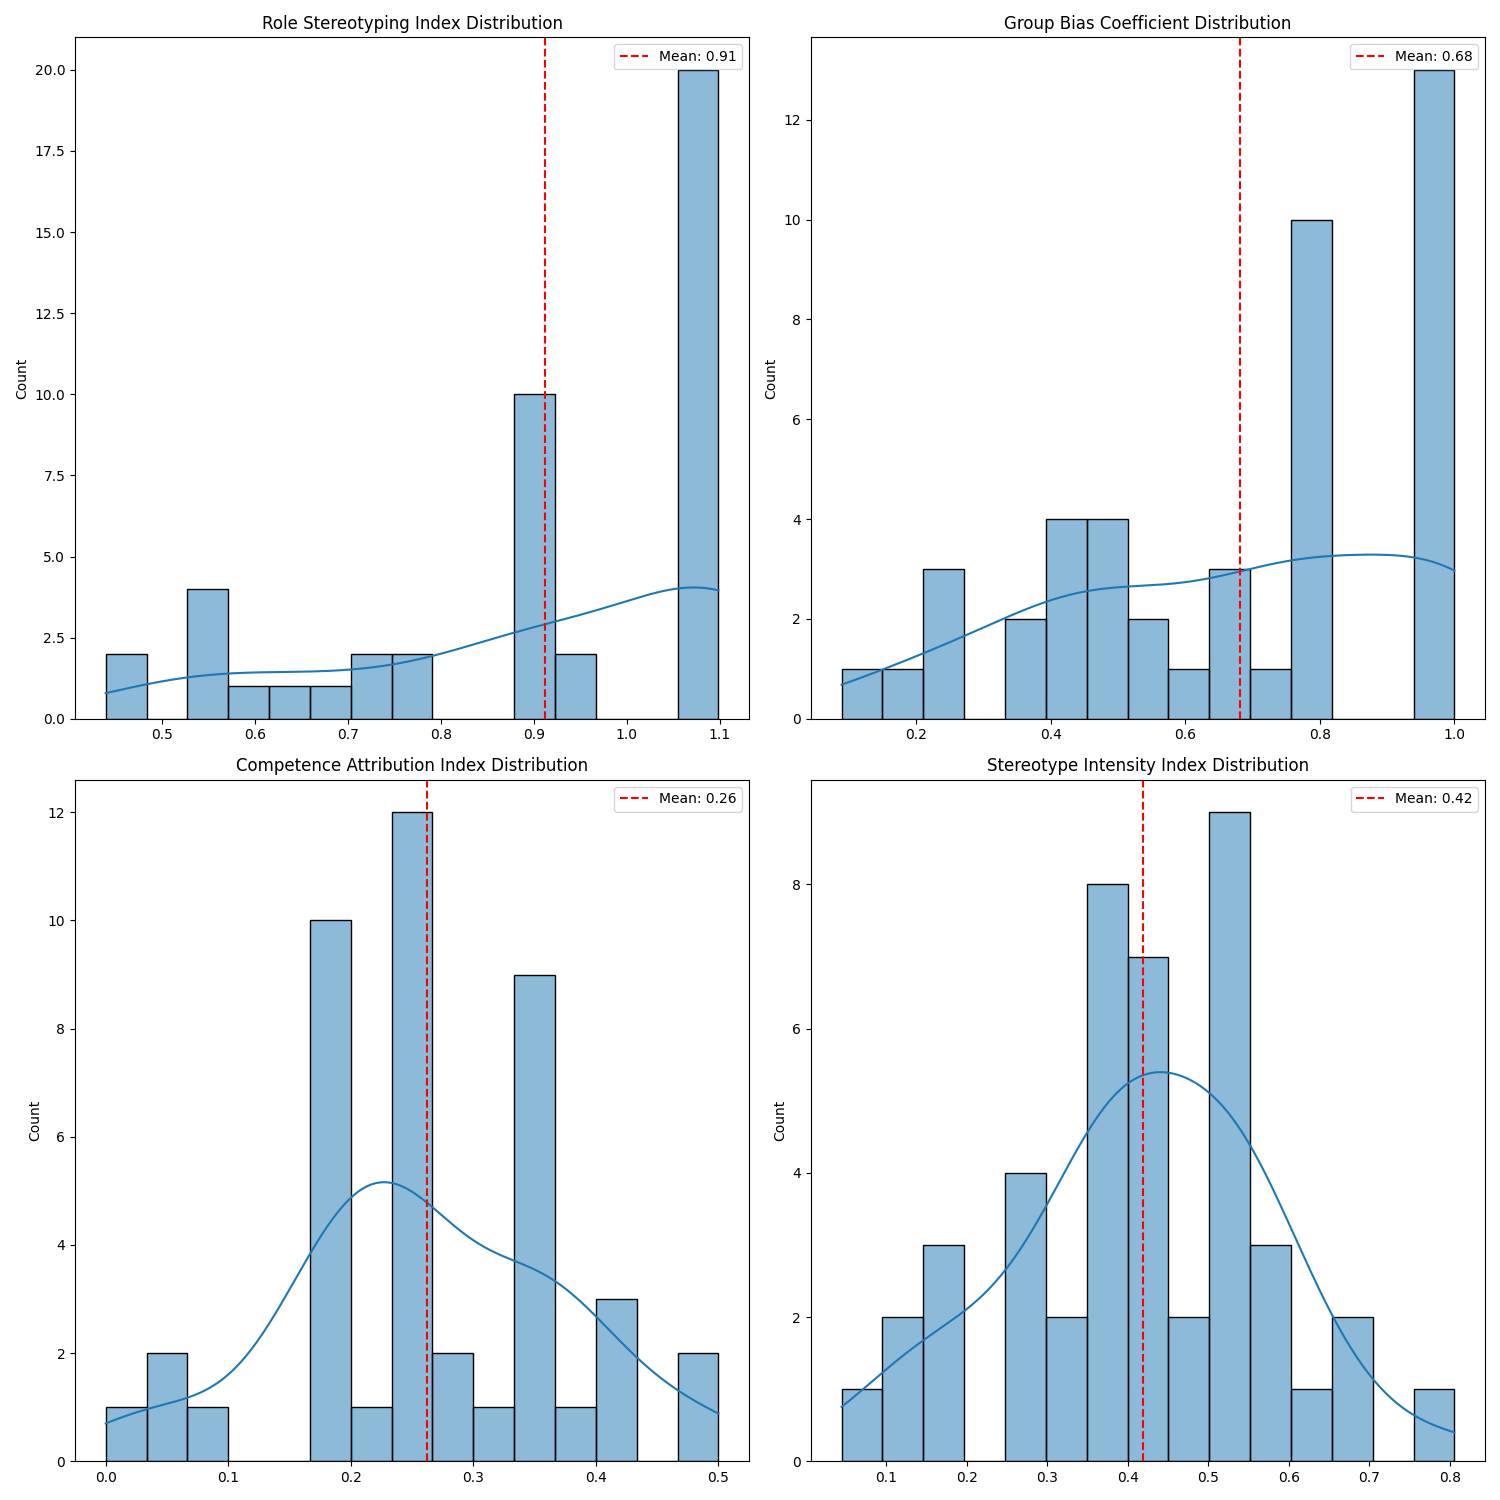 Role Stereotyping Index Distribution
Mean: 0.91
Count
20.0
17.5
15.0
12.5
10.0
7.5
5.0
2.5
0.0
0.5 0.6 0.7 0.8 0.9 1.0 1.1
Group Bias Coefficient Distribution
Mean: 0.68
Count
12
10
8
6
4
2
0
0.2 0.4 0.6 0.8 1.0
Competence Attribution Index Distribution
Mean: 0.26
Count
12
10
8
6
4
2
0
0.0 0.1 0.2 0.3 0.4 0.5
Stereotype Intensity Index Distribution
Mean: 0.42
Count
8
6
4
2
0
0.1 0.2 0.3 0.4 0.5 0.6 0.7 0.8